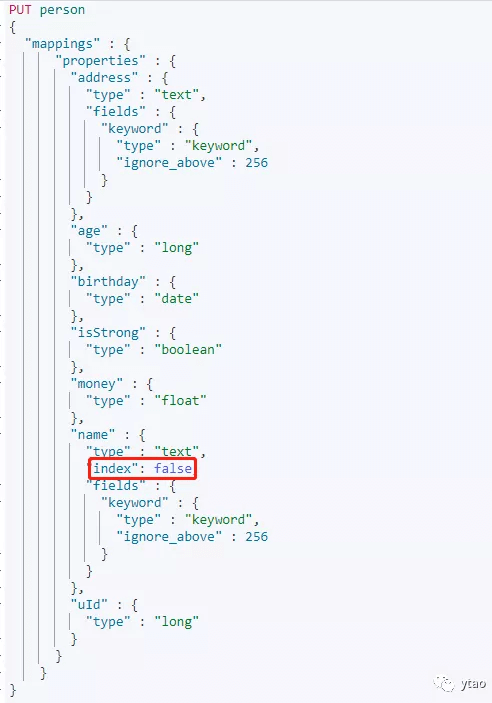 PUT person
{
  "mappings" : {
      "properties" : {
        "address" : {
          "type" : "text",
          "fields" : {
            "keyword" : {
              "type" : "keyword",
              "ignore_above" : 256
            }
          }
        },
        "age" : {
          "type" : "long"
        },
        "birthday" : {
          "type" : "date"
        },
        "isStrong" : {
          "type" : "boolean"
        },
        "money" : {
          "type" : "float"
        },
        "name" : {
          "type" : "text",
          "index": false
          "fields" : {
            "keyword" : {
              "type" : "keyword",
              "ignore_above" : 256
            }
          }
        },
        "uId" : {
          "type" : "long"
        }
      }
    }
}
ytao